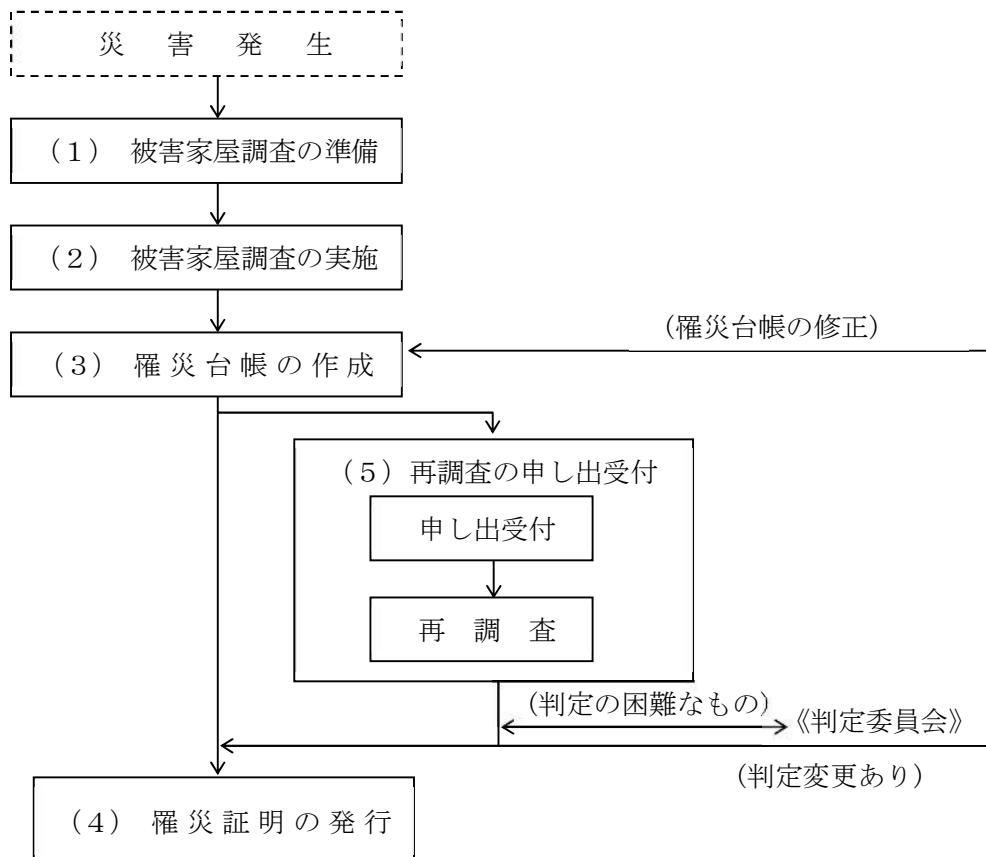 災 害 発 生
（１） 被害家屋調査の準備
（２） 被害家屋調査の実施
(罹災台帳の修正)
（３） 罹 災 台 帳 の 作 成
（５）再調査の申し出受付
申し出受付
再 調 査
(判定の困難なもの)
《判定委員会》
(判定変更あり)
（４） 罹 災 証 明 の 発 行